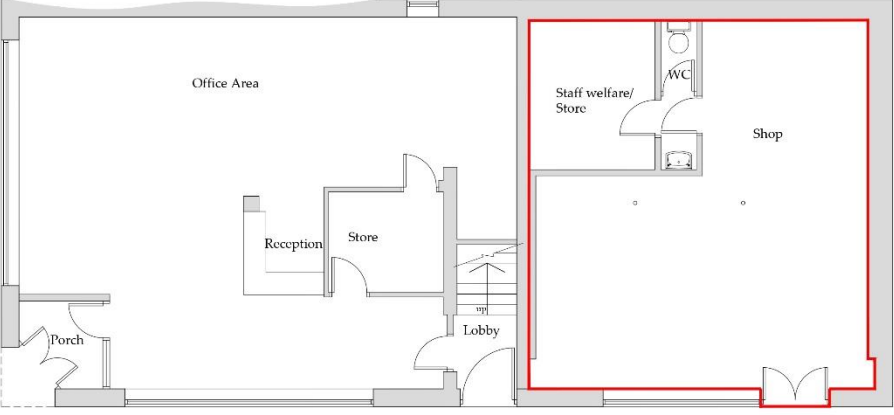 Office Area
WC
Staff welfare/
Store
Shop
Reception
Store
up
Lobby
Porch